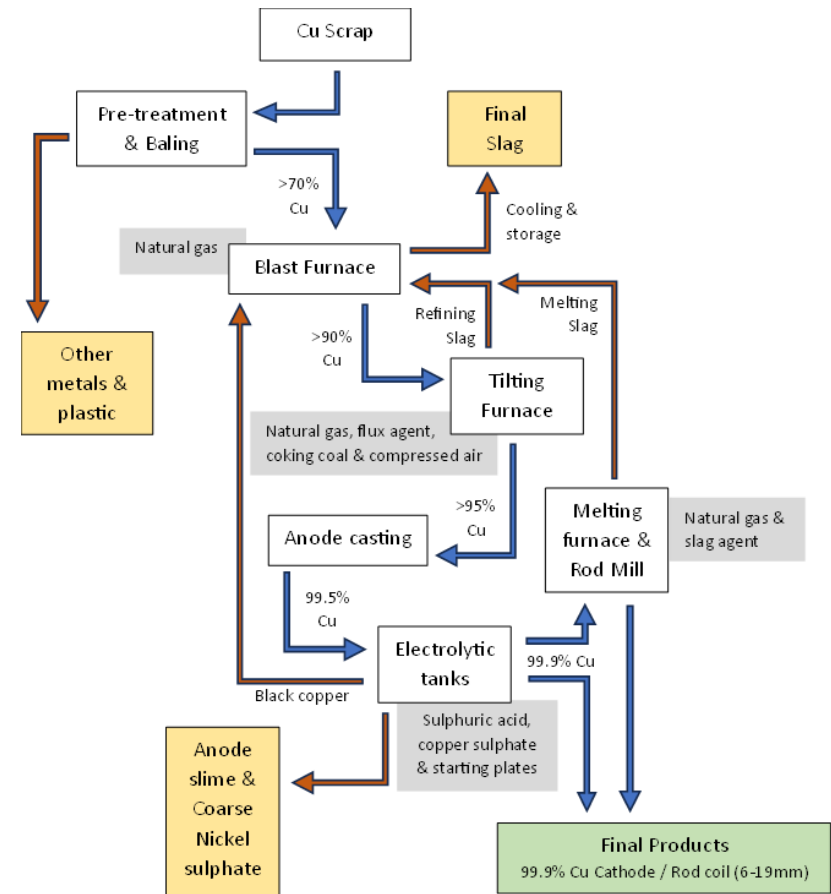 Cu Scrap
Pre-treatment
& Baling
Final
Slag
>70%
Cu
Cooling &
storage
Natural gas
Blast Furnace
Refining
Slag
Melting
Slag
>90%
Cu
Other
metals &
plastic
Tilting
Furnace
Natural gas, flux agent,
coking coal & compressed air
>95%
Cu
Anode casting
Melting
furnace &
Rod Mill
Natural gas &
slag agent
99.5%
Cu
Electrolytic
tanks
99.9% Cu
Black copper
Sulphuric acid,
copper sulphate
& starting plates
Anode
slime &
Coarse
Nickel
sulphate
Final Products
99.9% Cu Cathode / Rod coil (6-19mm)